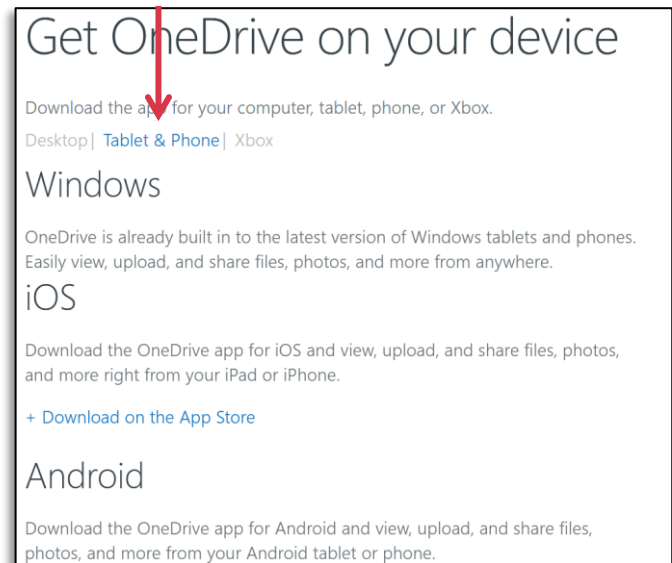 Get OneDrive on your device
Download the app for your computer, tablet, phone, or Xbox.
Desktop| Tablet & Phone| Xbox
Windows
OneDrive is already built in to the latest version of Windows tablets and phones.
Easily view, upload, and share files, photos, and more from anywhere.
iOS
Download the OneDrive app for iOS and view, upload, and share files, photos,
and more right from your iPad or iPhone.
+ Download on the App Store
Android
Download the OneDrive app for Android and view, upload, and share files,
photos, and more from your Android tablet or phone.